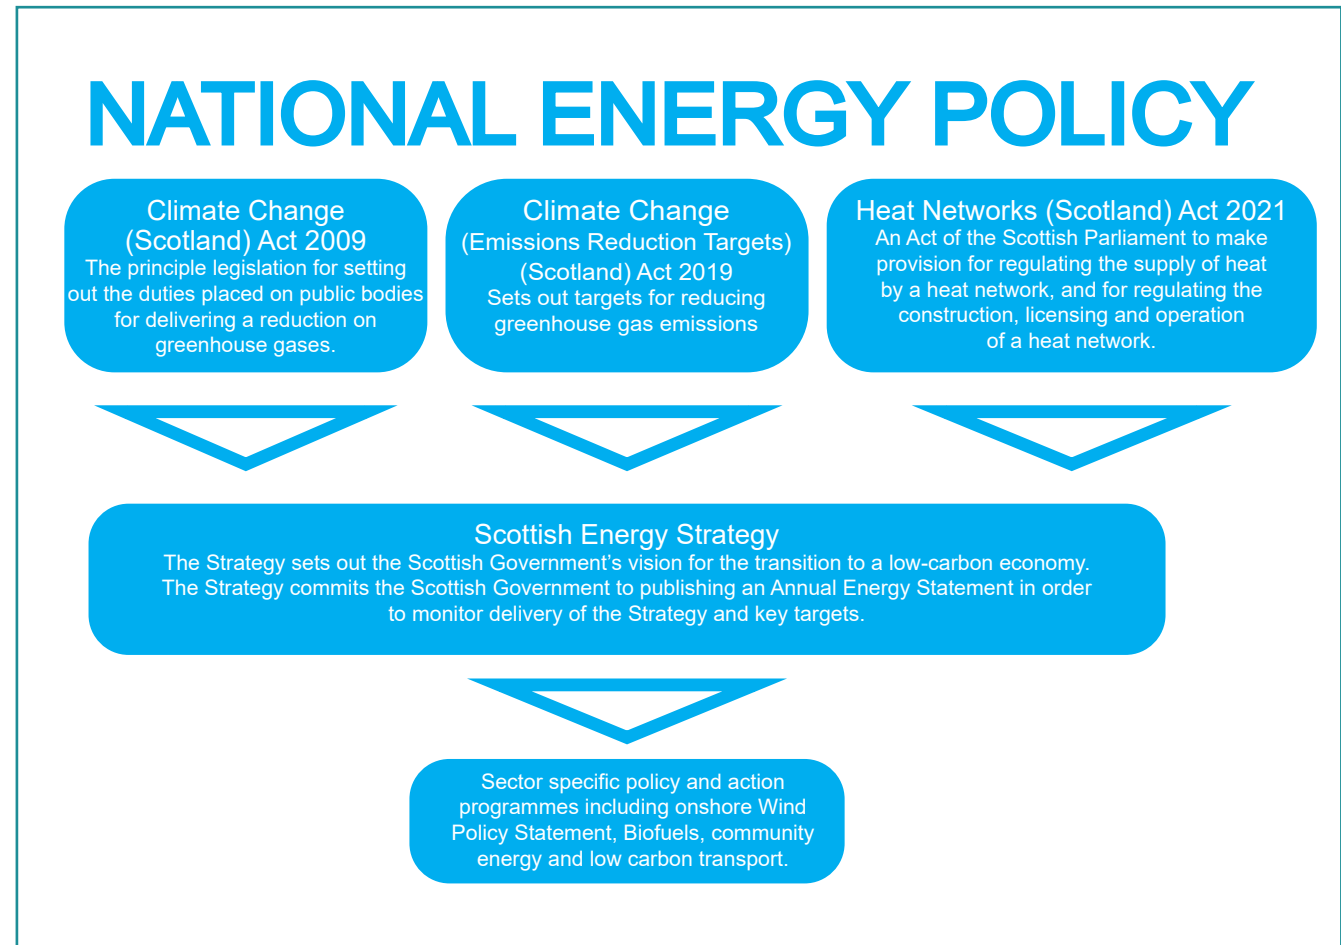 NATIONAL ENERGY POLICY
Climate Change
(Scotland) Act 2009
The principle legislation for setting
out the duties placed on public bodies
for delivering a reduction on
greenhouse gases.
Climate Change
(Emissions Reduction Targets)
(Scotland) Act 2019
Sets out targets for reducing
greenhouse gas emissions
Heat Networks (Scotland) Act 2021
An Act of the Scottish Parliament to make
provision for regulating the supply of heat
by a heat network, and for regulating the
construction, licensing and operation
of a heat network.
Scottish Energy Strategy
The Strategy sets out the Scottish Government’s vision for the transition to a low-carbon economy.
The Strategy commits the Scottish Government to publishing an Annual Energy Statement in order
to monitor delivery of the Strategy and key targets.
Sector specific policy and action
programmes including onshore Wind
Policy Statement, Biofuels, community
energy and low carbon transport.